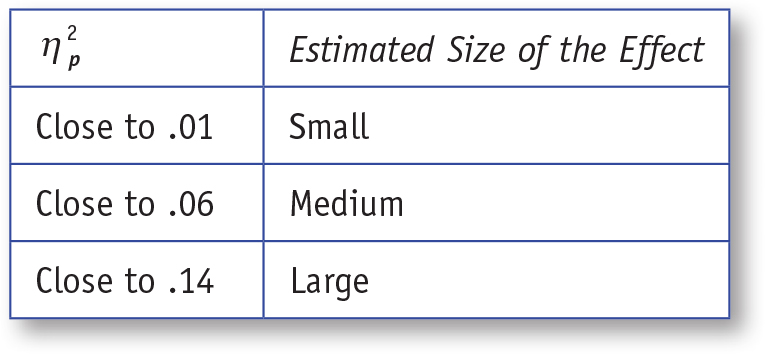 η²ₚ Estimated Size of the Effect
Close to .01 Small
Close to .06 Medium
Close to .14 Large